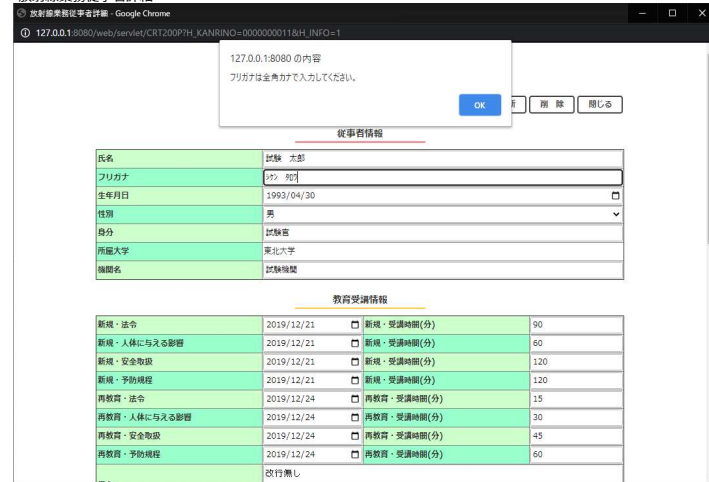 放射線業務従事者詳細 - Google Chrome
127.0.0.1:8080/web/servlet/CRT200P?H_KANRINO=0000000011&H_INFO=1
127.0.0.1:8080 の内容
フリガナは全角カナで入力してください。
OK
削 除 閉じる
従事者情報
氏名 試験 太郎
フリガナ ｼｹﾝ ﾀﾛｳ
生年月日 1993/04/30
性別 男
身分 試験官
所属大学 東北大学
機関名 試験機関
教育受講情報
新規・法令 2019/12/21 新規・受講時間(分) 90
新規・人体に与える影響 2019/12/21 新規・受講時間(分) 60
新規・安全取扱 2019/12/21 新規・受講時間(分) 120
新規・予防規程 2019/12/21 新規・受講時間(分) 120
再教育・法令 2019/12/24 再教育・受講時間(分) 15
再教育・人体に与える影響 2019/12/24 再教育・受講時間(分) 30
再教育・安全取扱 2019/12/24 再教育・受講時間(分) 45
再教育・予防規程 2019/12/24 再教育・受講時間(分) 60
改行無し